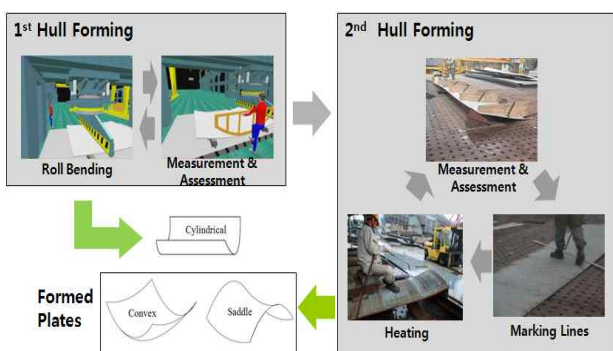 1st Hull Forming
Roll Bending
Measurement &
Assessment
2nd Hull Forming
Measurement &
Assessment
Heating
Marking Lines
Cylindrical
Formed
Plates
Convex
Saddle